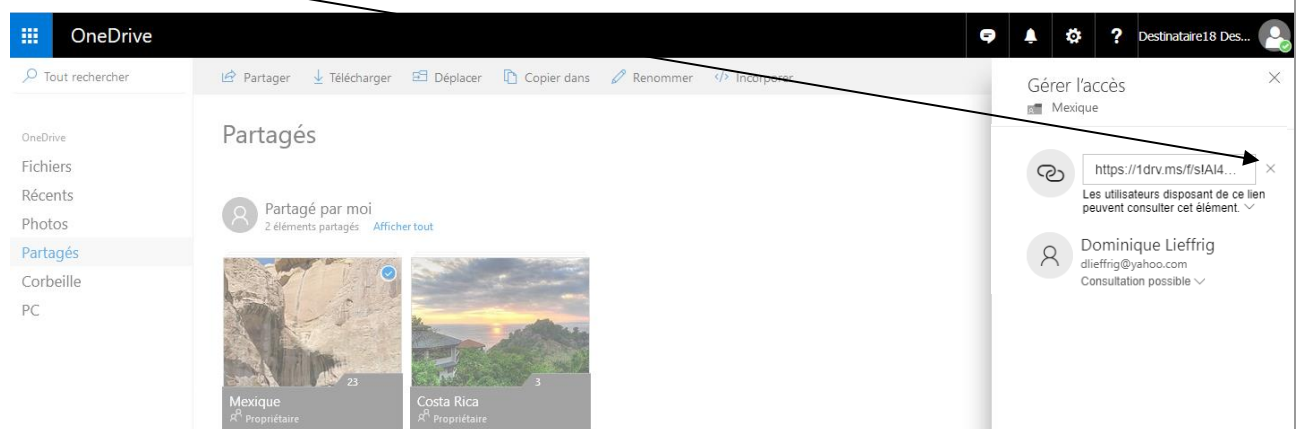 OneDrive
? Destinataire18 Des...
Tout rechercher
Partager Télécharger Déplacer Copier dans Renommer Incorporer
Gérer l'accès
Mexique
OneDrive
Fichiers
Récents
Photos
Partagés
Corbeille
PC
Partagés
Partagé par moi
2 éléments partagés Afficher tout
23
Mexique
Propriétaire
3
Costa Rica
Propriétaire
https://1drv.ms/f/s!AI4...
Les utilisateurs disposant de ce lien
peuvent consulter cet élément.
Dominique Lieffrig
dlieffrig@yahoo.com
Consultation possible